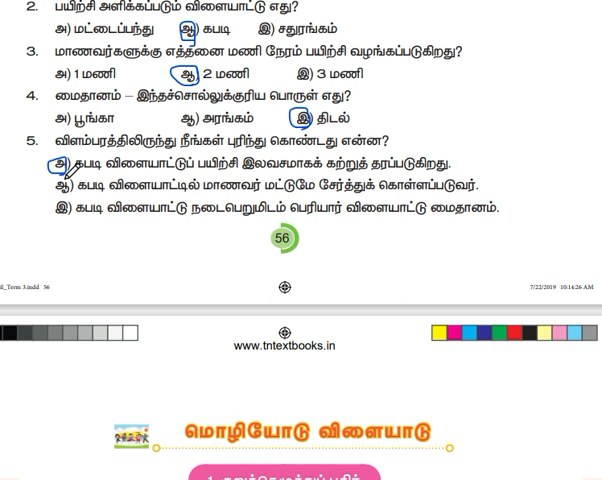 2. பயிற்சி அளிக்கப்படும் விளையாட்டு எது?
அ) மட்டைப்பந்து ஆ) கபடி இ) சதுரங்கம்
3. மாணவர்களுக்கு எத்தனை மணி நேரம் பயிற்சி வழங்கப்படுகிறது?
அ) 1 மணி ஆ) 2 மணி இ) 3 மணி
4. மைதானம் – இந்தச்சொல்லுக்குரிய பொருள் எது?
அ) பூங்கா ஆ) அரங்கம் இ) திடல்
5. விளம்பரத்திலிருந்து நீங்கள் புரிந்து கொண்டது என்ன?
அ) கபடி விளையாட்டுப் பயிற்சி இலவசமாகக் கற்றுத் தரப்படுகிறது.
ஆ) கபடி விளையாட்டில் மாணவர் மட்டுமே சேர்த்துக் கொள்ளப்படுவர்.
இ) கபடி விளையாட்டு நடைபெறுமிடம் பெரியார் விளையாட்டு மைதானம்.
56
il_Term 3.indd 56 7/22/2019 10:14:26 AM
www.tntextbooks.in
மொழியோடு விளையாடு